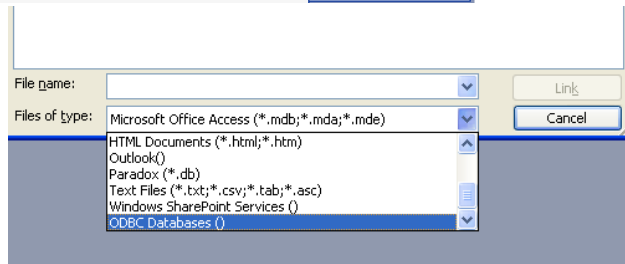 File name:
Link
Files of type:
Microsoft Office Access (*.mdb;*.mda;*.mde)
Cancel
HTML Documents (*.html;*.htm)
Outlook()
Paradox (*.db)
Text Files (*.txt;*.csv;*.tab;*.asc)
Windows SharePoint Services ()
ODBC Databases ()